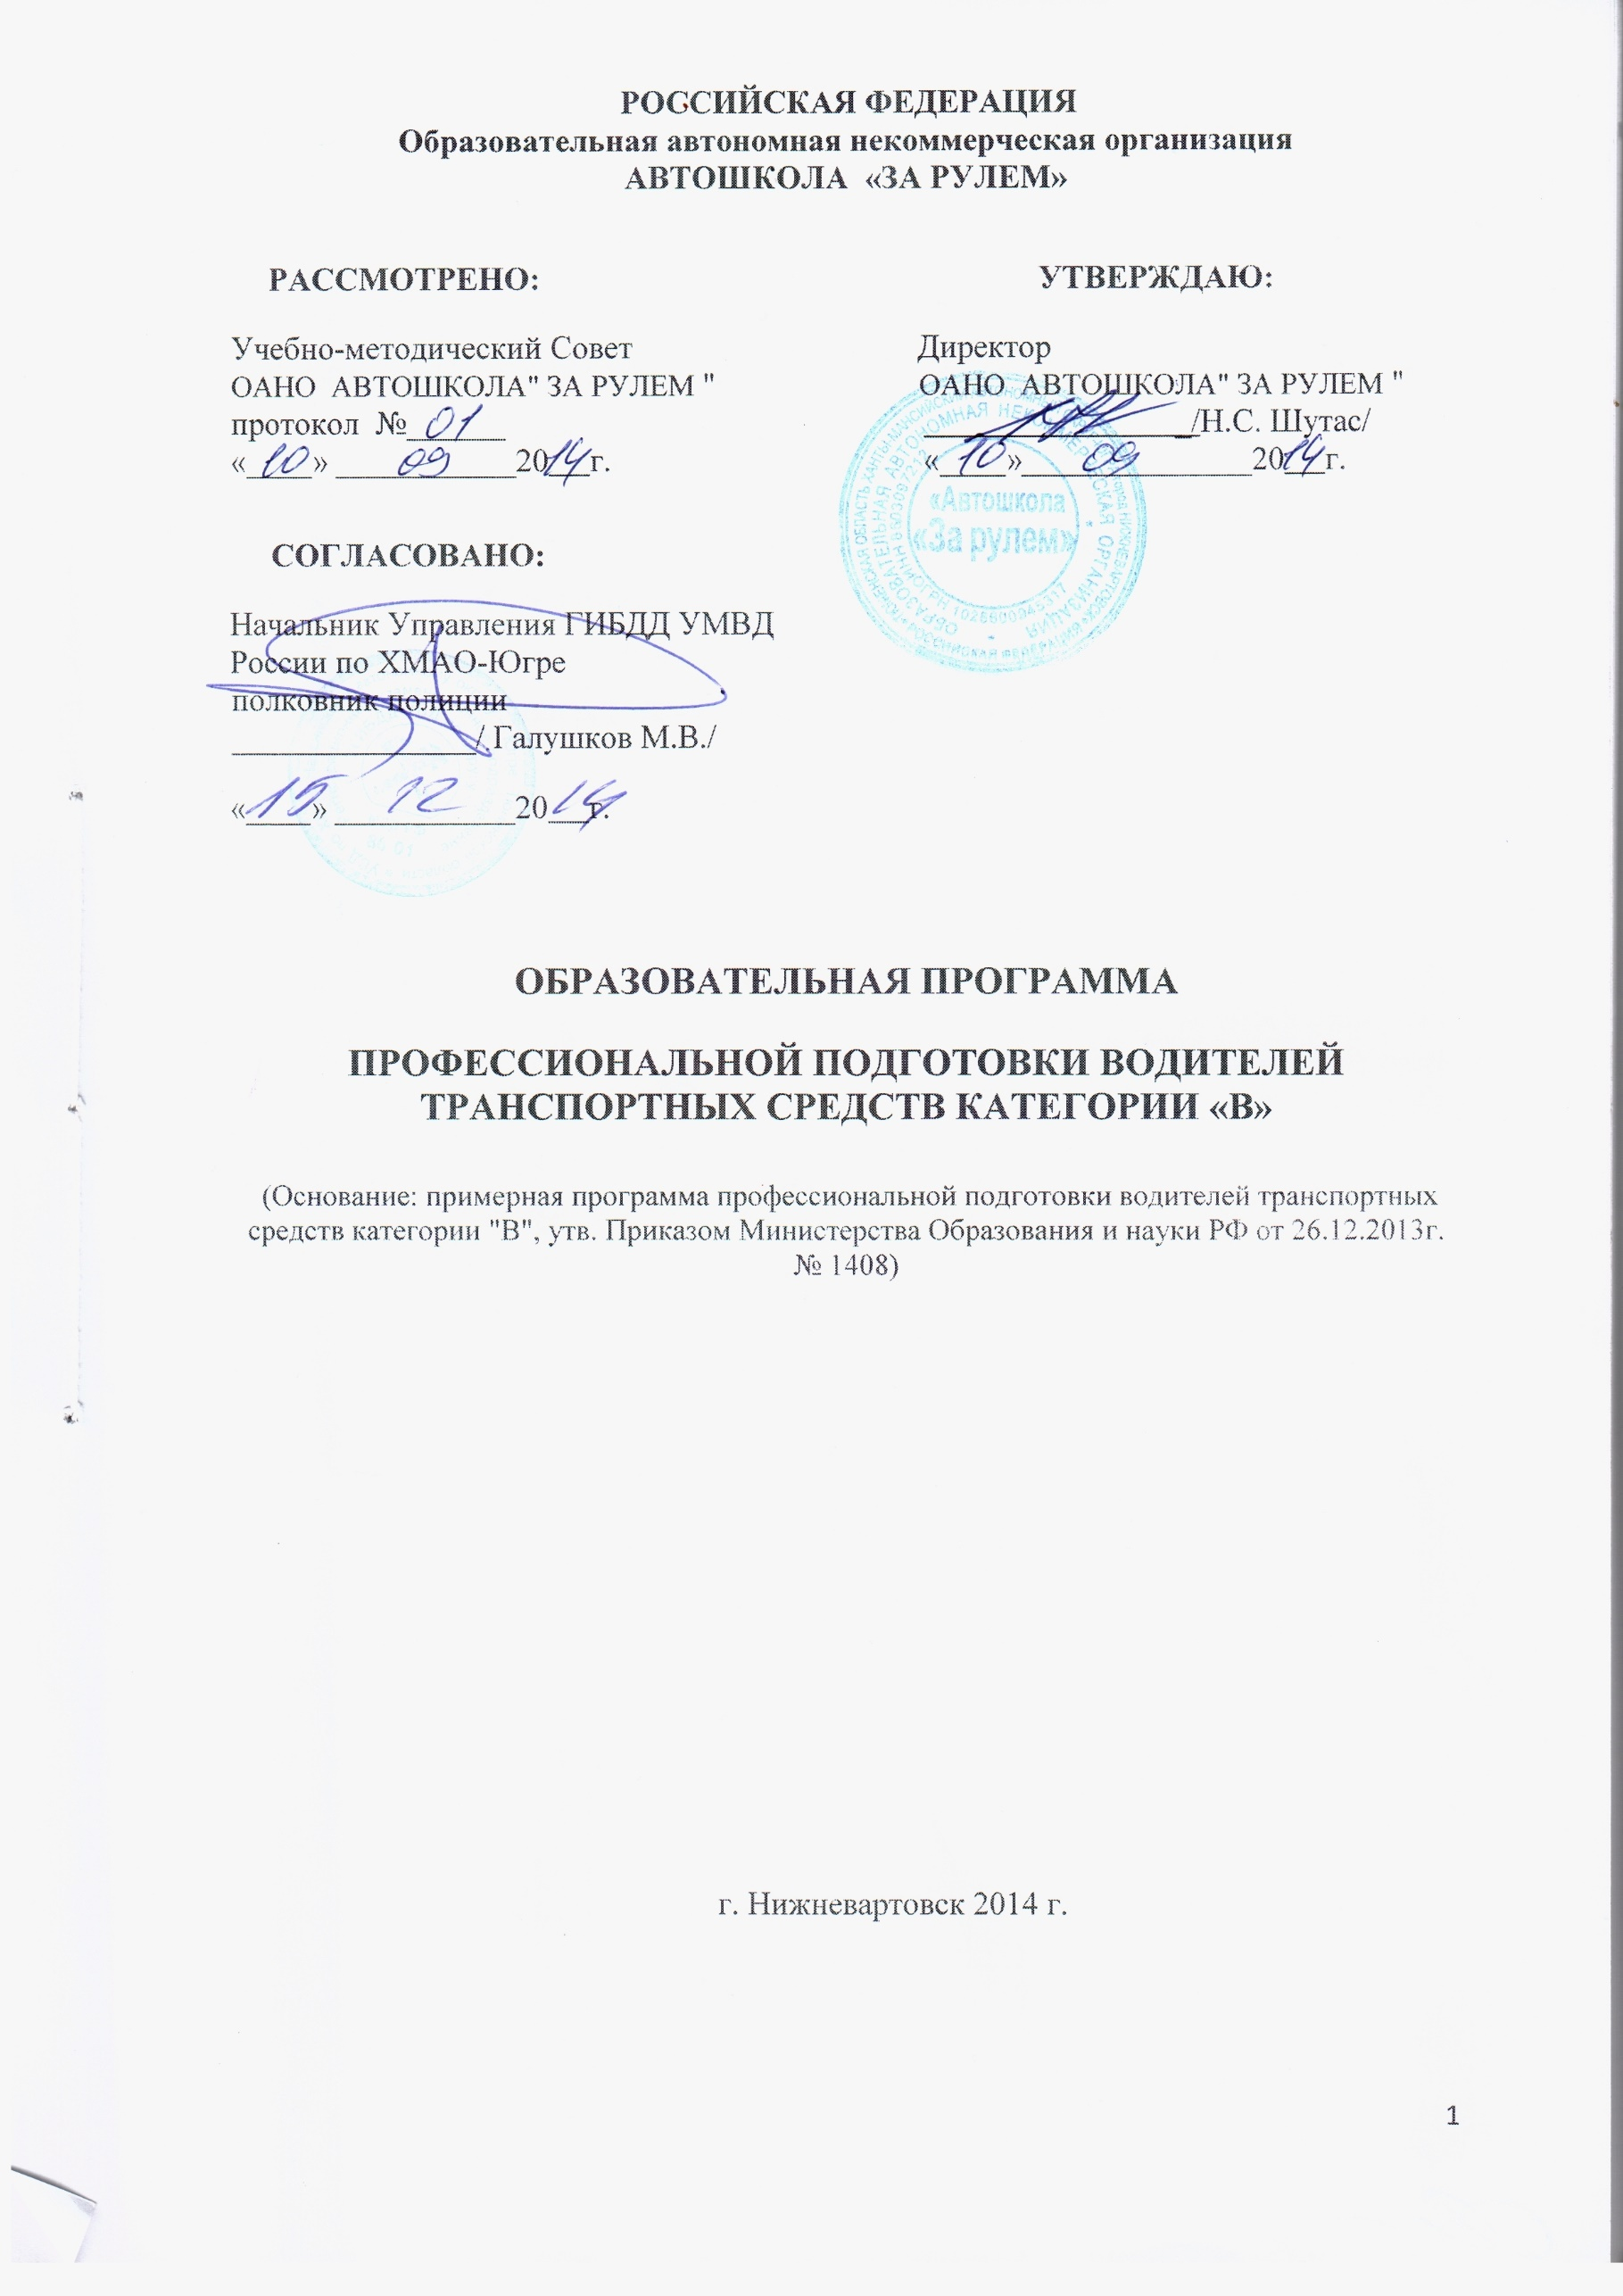 РОССИЙСКАЯ ФЕДЕРАЦИЯ
Образовательная автономная некоммерческая организация
АВТОШКОЛА «ЗА РУЛЕМ»
РАССМОТРЕНО:
Учебно-методический Совет
ОАНО АВТОШКОЛА" ЗА РУЛЕМ "
протокол № 01
«10» 09 2014г.
УТВЕРЖДАЮ:
Директор
ОАНО АВТОШКОЛА" ЗА РУЛЕМ "
/Н.С. Шутас/
«10» 09 2014г.
«Автошкола
«За рулем»
СОГЛАСОВАНО:
Начальник Управления ГИБДД УМВД
России по ХМАО-Югре
полковник полиции
/ Галушков М.В./
«15» 12 2014г.
ОБРАЗОВАТЕЛЬНАЯ ПРОГРАММА
ПРОФЕССИОНАЛЬНОЙ ПОДГОТОВКИ ВОДИТЕЛЕЙ
ТРАНСПОРТНЫХ СРЕДСТВ КАТЕГОРИИ «В»
(Основание: примерная программа профессиональной подготовки водителей транспортных
средств категории "В", утв. Приказом Министерства Образования и науки РФ от 26.12.2013г.
№ 1408)
г. Нижневартовск 2014 г.
1